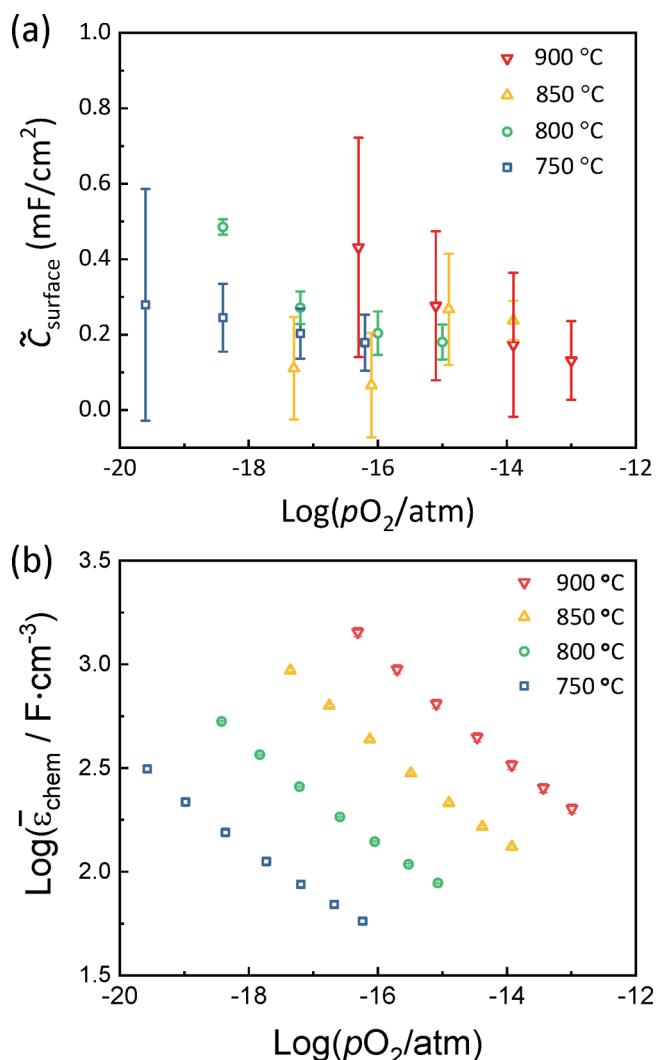 (a)
C̃surface (mF/cm²)
1.0
0.8
0.6
0.4
0.2
0.0
900 °C
850 °C
800 °C
750 °C
-20 -18 -16 -14 -12
Log(pO₂/atm)
(b)
Log(ε̄chem / F·cm⁻³)
3.5
3.0
2.5
2.0
1.5
900 °C
850 °C
800 °C
750 °C
-20 -18 -16 -14 -12
Log(pO₂/atm)